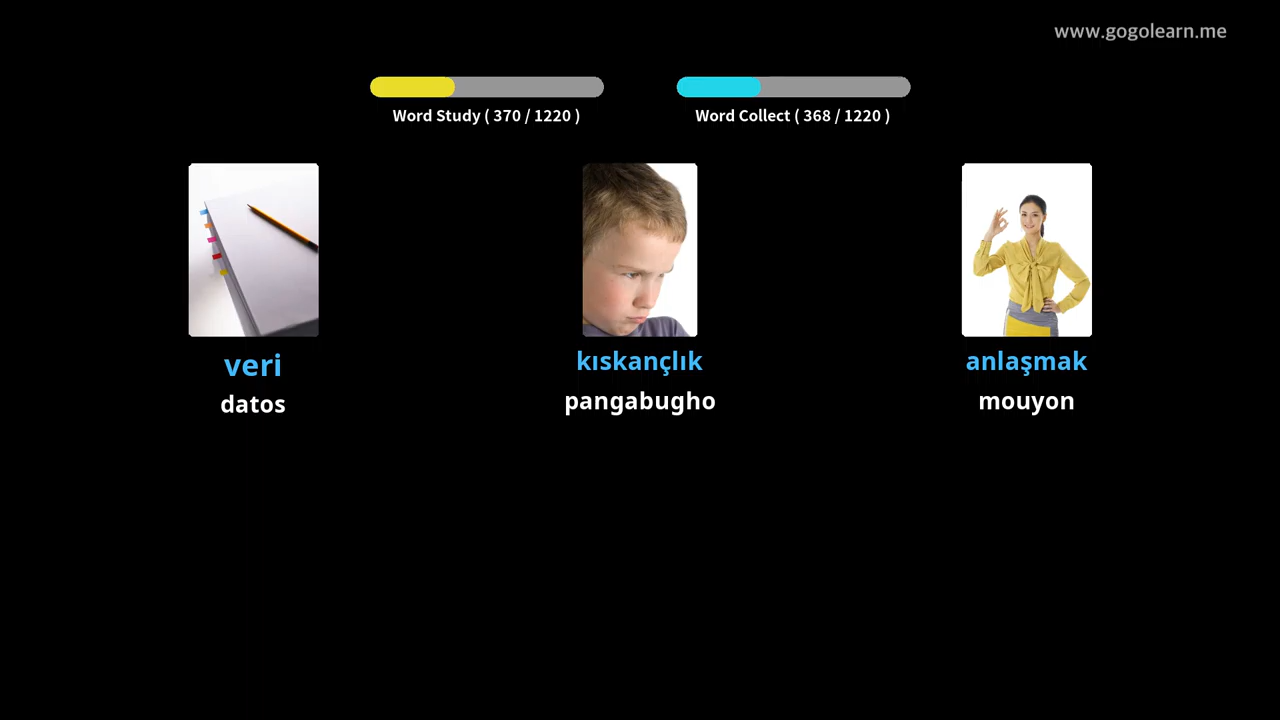 www.gogolearn.me
Word Study ( 370 / 1220 )
Word Collect ( 368 / 1220 )
veri
datos
kıskançlık
pangabugho
anlaşmak
mouyon